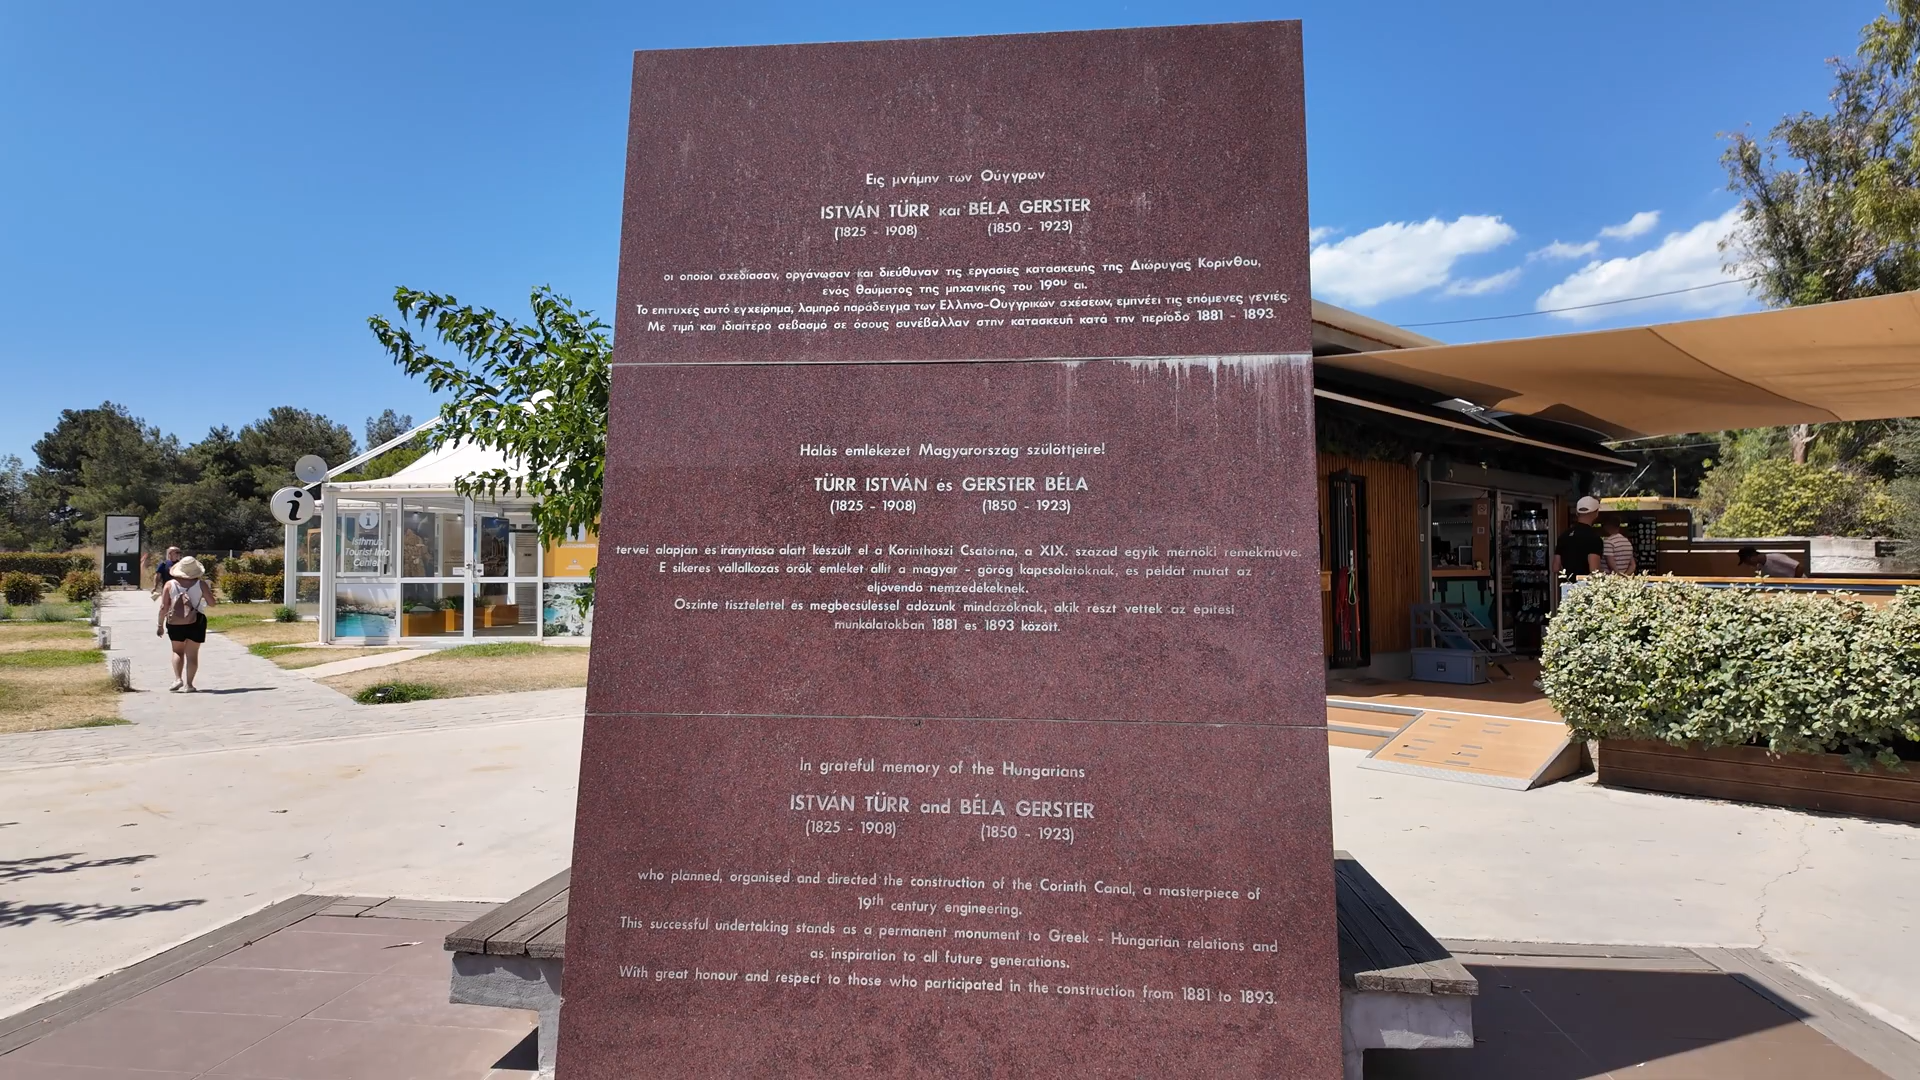 Εις μνήμην των Ούγγρων
ISTVÁN TÜRR και BÉLA GERSTER
(1825 - 1908) (1850 - 1923)
οι οποίοι σχεδίασαν, οργάνωσαν και διεύθυναν τις εργασίες κατασκευής της Διώρυγας Κορίνθου,
ενός θαύματος της μηχανικής του 19ου αι.
Το επιτυχές αυτό εγχείρημα, λαμπρό παράδειγμα των Ελληνο-Ουγγρικών σχέσεων, εμπνέει τις επόμενες γενιές.
Με τιμή και ιδιαίτερο σεβασμό σε όσους συνέβαλλαν στην κατασκευή κατά την περίοδο 1881 - 1893.
Hálás emlékezet Magyarország szülöttjeire!
TÜRR ISTVÁN és GERSTER BÉLA
(1825 - 1908) (1850 - 1923)
tervei alapján és irányítása alatt készült el a Korinthoszi Csatorna, a XIX. század egyik mérnöki remekműve.
E sikeres vállalkozás örök emléket állít a magyar - görög kapcsolatoknak, és példát mutat az
eljövendő nemzedékeknek.
Őszinte tisztelettel és megbecsüléssel adózunk mindazoknak, akik részt vettek az építési
munkálatokban 1881 és 1893 között.
In grateful memory of the Hungarians
ISTVÁN TÜRR and BÉLA GERSTER
(1825 - 1908) (1850 - 1923)
who planned, organised and directed the construction of the Corinth Canal, a masterpiece of
19th century engineering.
This successful undertaking stands as a permanent monument to Greek - Hungarian relations and
as inspiration to all future generations.
With great honour and respect to those who participated in the construction from 1881 to 1893.
i
Isthmus
Tourist Info
Center